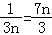 1/3n = 7n/3